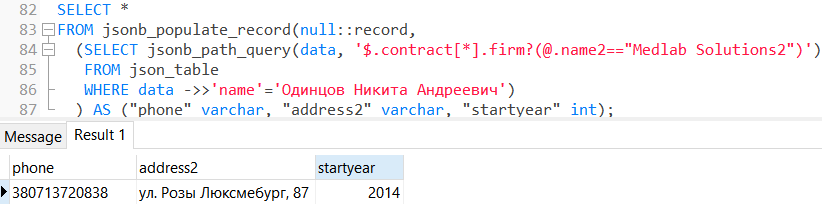 82 SELECT *
83 FROM jsonb_populate_record(null::record,
84 (SELECT jsonb_path_query(data, '$.contract[*].firm?(@.name2=="Medlab Solutions2")')
85 FROM json_table
86 WHERE data ->>'name'='Одинцов Никита Андреевич')
87 ) AS ("phone" varchar, "address2" varchar, "startyear" int);
Message Result 1
phone address2 startyear
380713720838 ул. Розы Люксмебург, 87 2014